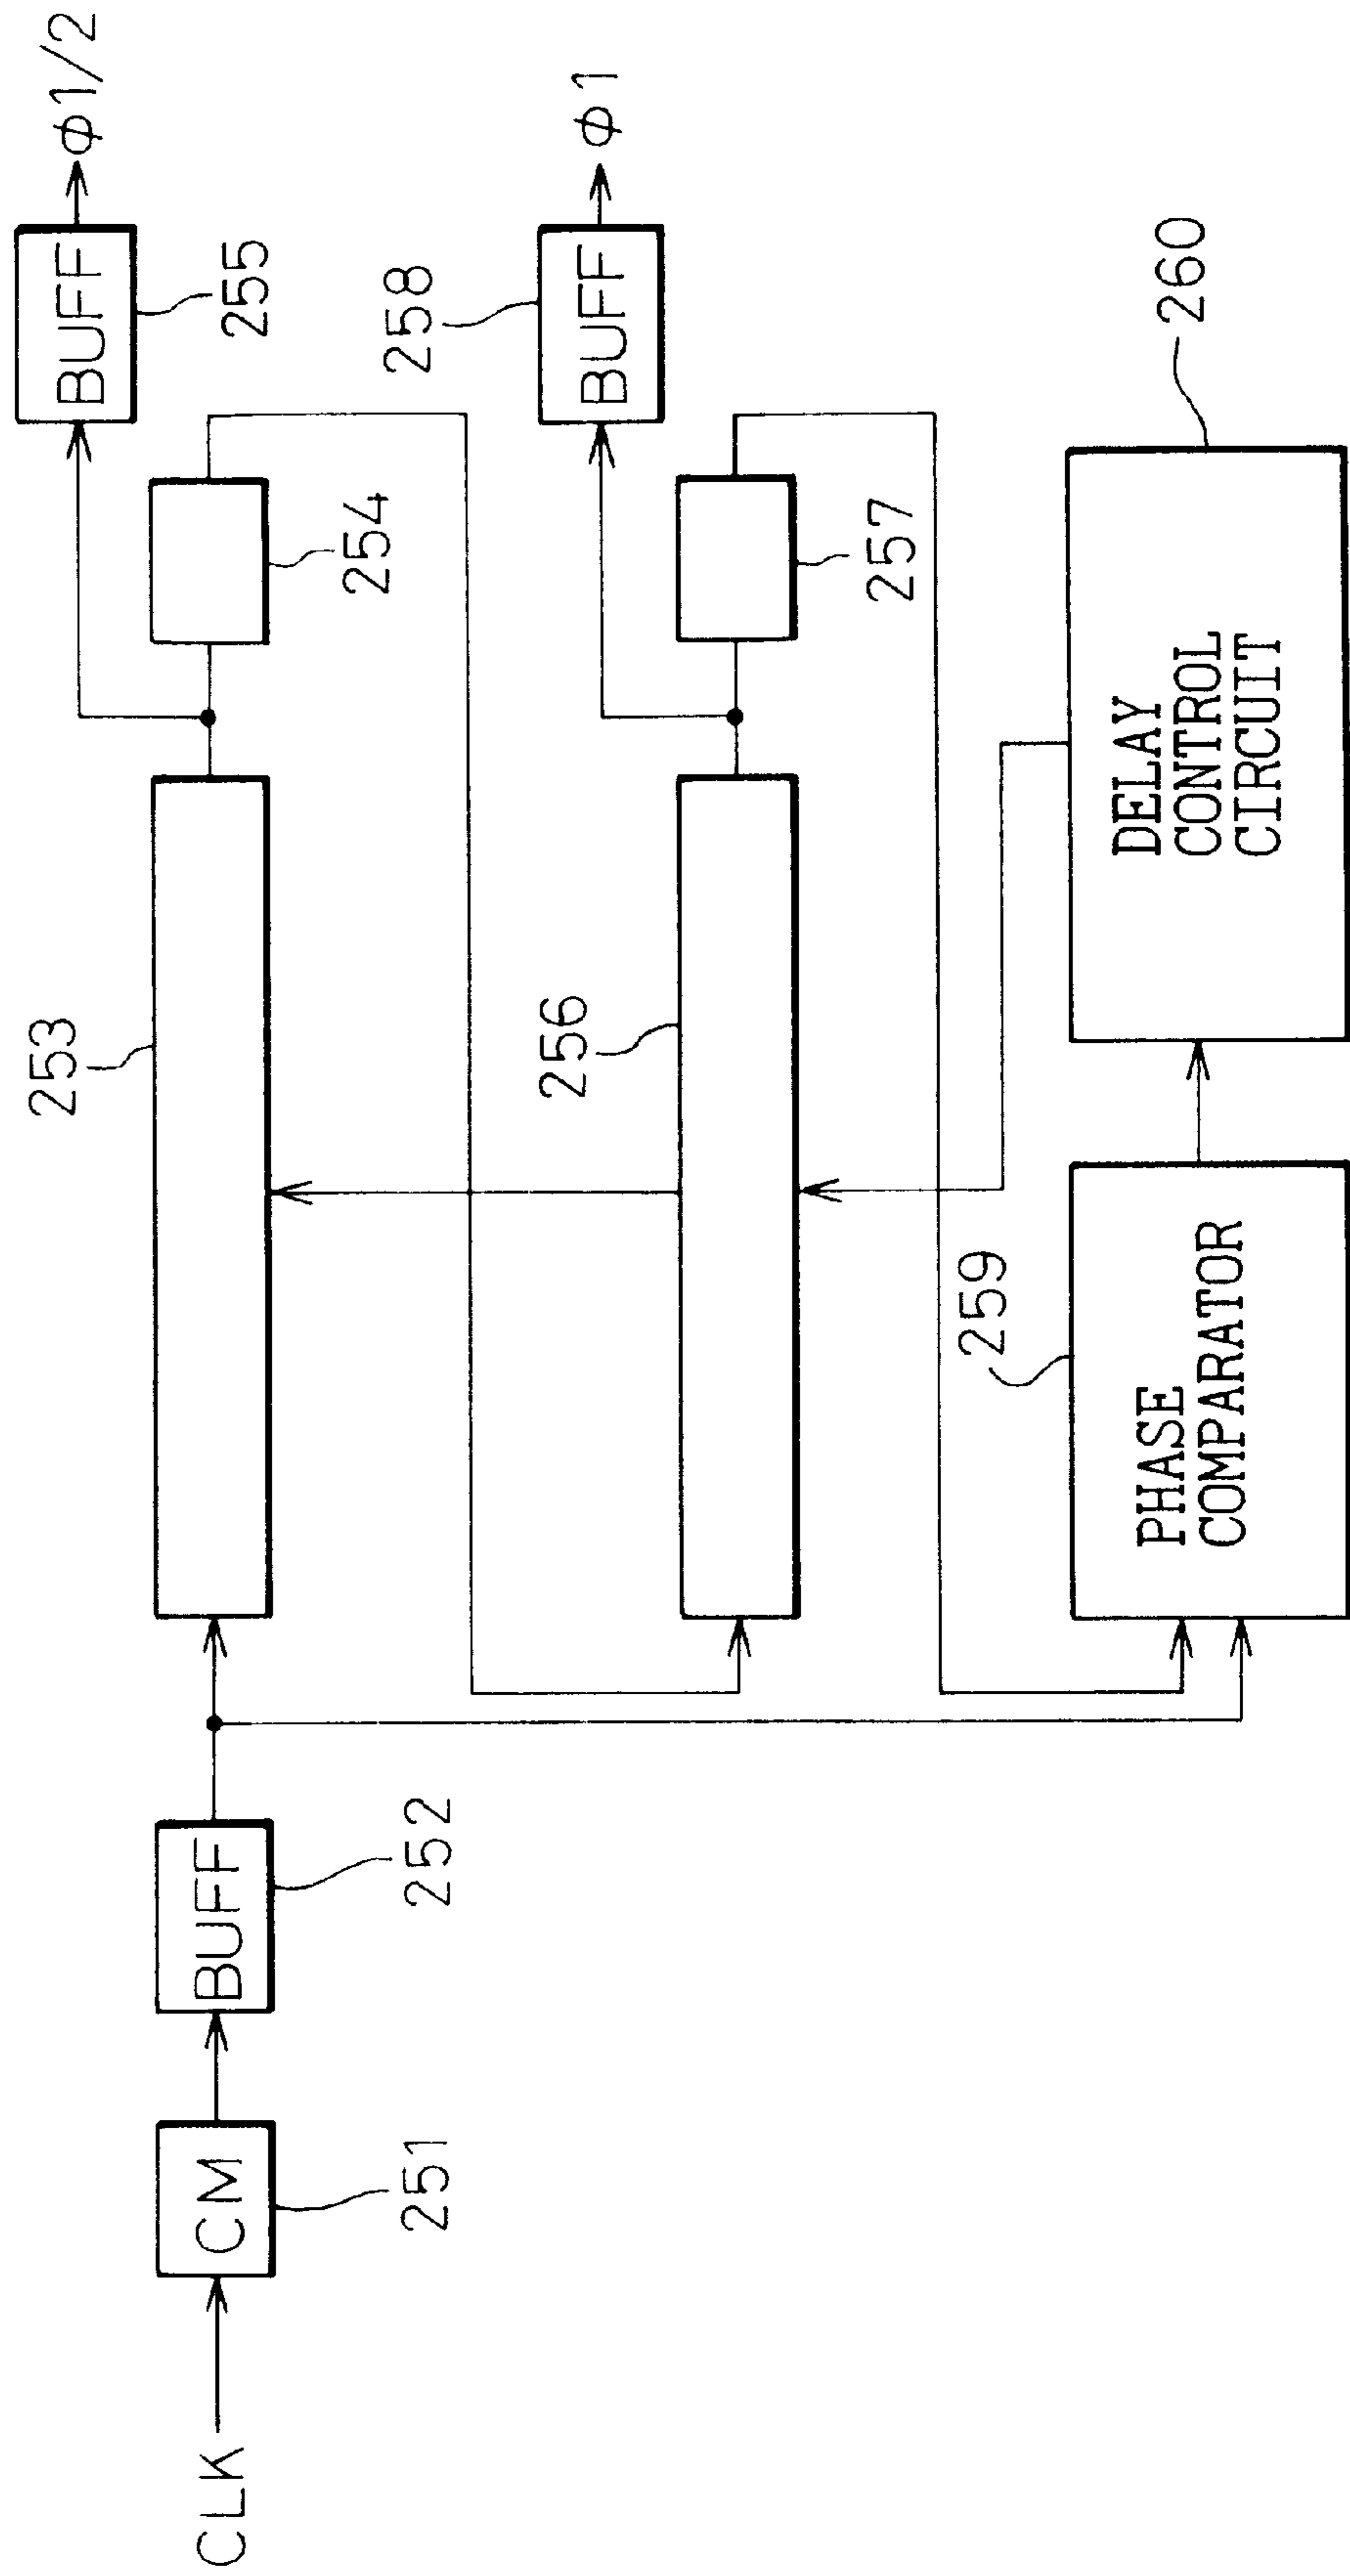 CLK
CM
251
BUFF
252
253
254
BUFF
255
Φ1/2
256
257
BUFF
258
Φ1
PHASE
COMPARATOR
259
DELAY
CONTROL
CIRCUIT
260